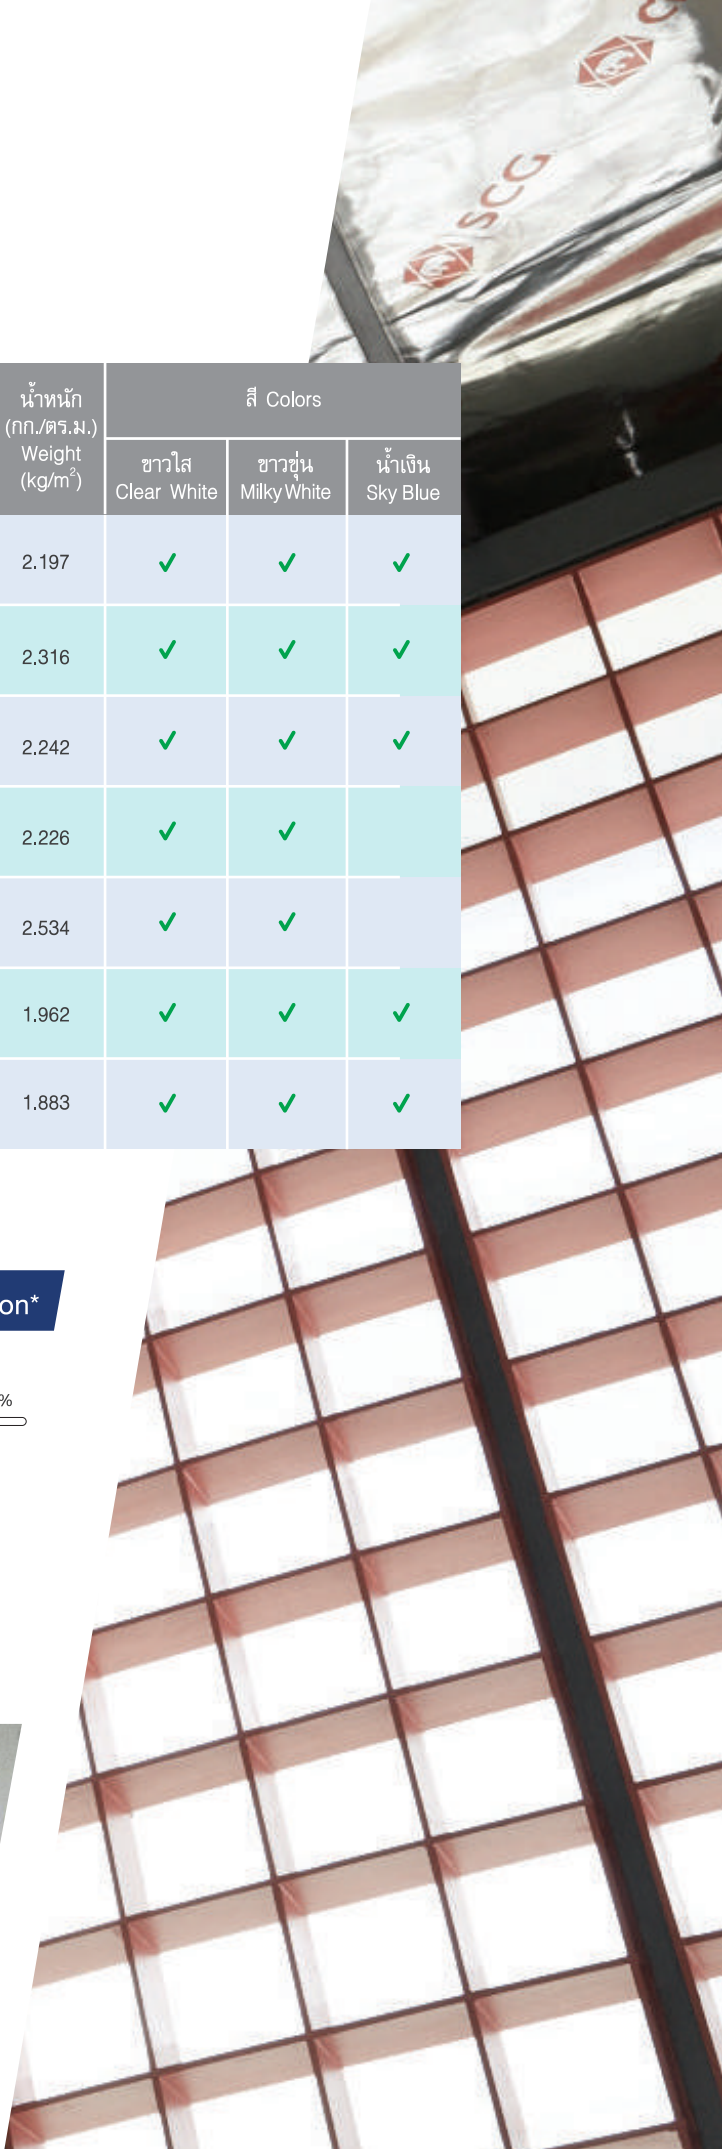 SCG
น้ำหนัก
(กก./ตร.ม.)
Weight
(kg/m²)
สี Colors
ขาวใส
Clear White
ขาวขุ่น
Milky White
น้ำเงิน
Sky Blue
2.197 ✓ ✓ ✓
2.316 ✓ ✓ ✓
2.242 ✓ ✓ ✓
2.226 ✓ ✓
2.534 ✓ ✓
1.962 ✓ ✓ ✓
1.883 ✓ ✓ ✓
on*
%